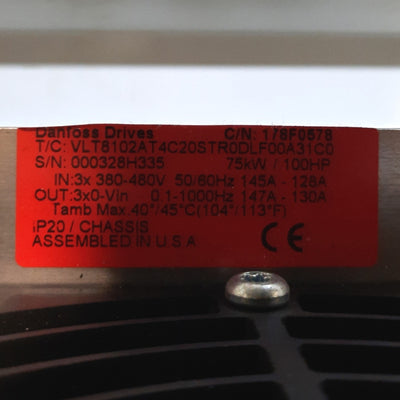 Danfoss Drives C/N: 178F0578
T/C: VLT8102AT4C20STR0DLF00A31C0
S/N: 000328H335 75kW / 100HP
IN:3x 380-480V 50/60Hz 145A - 128A
OUT:3x0-Vin 0.1-1000Hz 147A - 130A
Tamb Max.40°/45°C(104°/113°F)
iP20 / CHASSIS
ASSEMBLED IN U.S.A CE